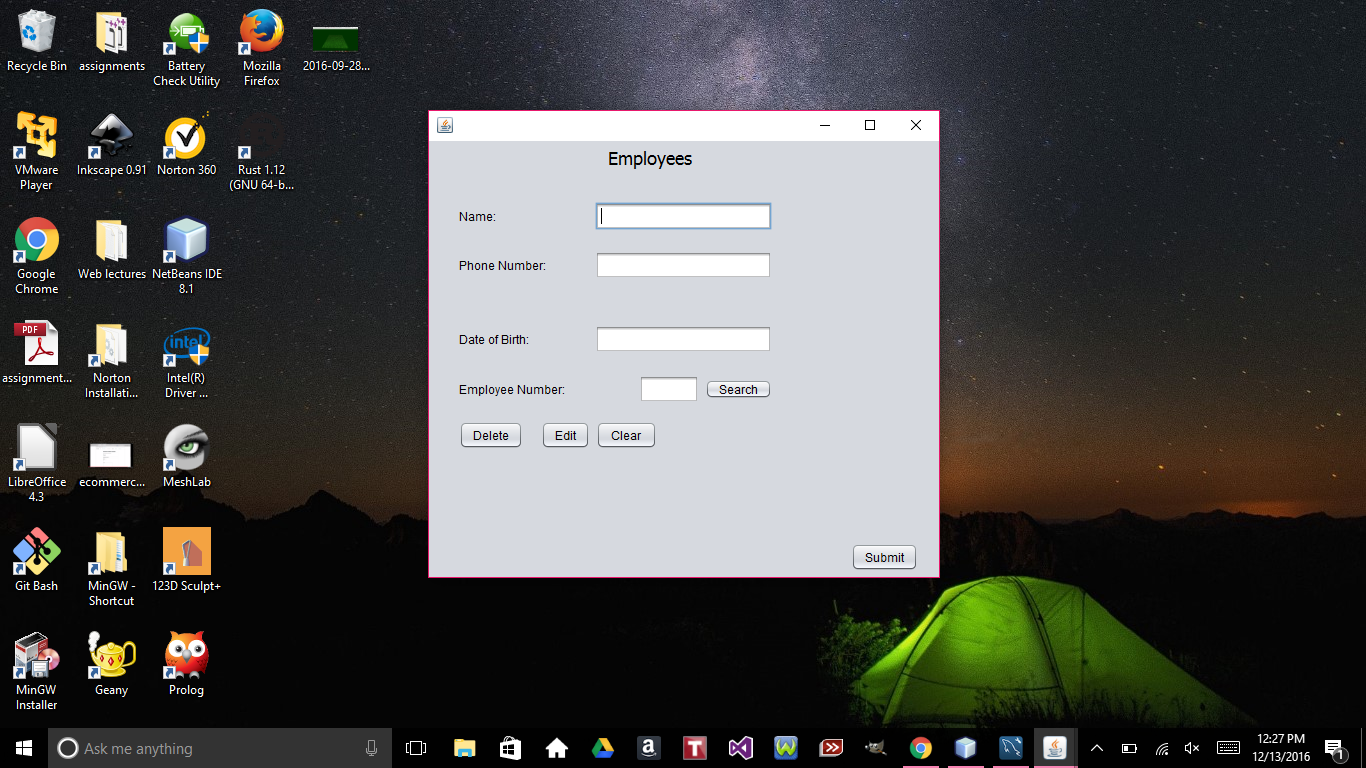 Recycle Bin
assignments
Battery
Check Utility
Mozilla
Firefox
2016-09-28...
VMware
Player
Inkscape 0.91
Norton 360
Rust 1.12
(GNU 64-b...
Google
Chrome
Web lectures
NetBeans IDE
8.1
PDF
assignment...
Norton
Installati...
intel
Intel(R)
Driver ...
LibreOffice
4.3
ecommerc...
MeshLab
Git Bash
MinGW -
Shortcut
123D Sculpt+
MinGW
Installer
Geany
Prolog
Employees
Name:
Phone Number:
Date of Birth:
Employee Number:
Search
Delete
Edit
Clear
Submit
Ask me anything
a
T
W
12:27 PM
12/13/2016
1